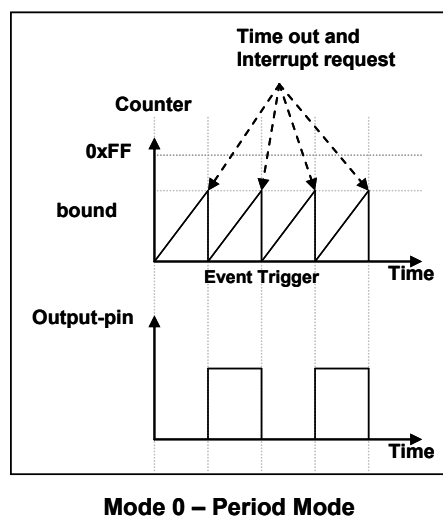 Time out and
Interrupt request
Counter
0xFF
bound
Event Trigger
Time
Output-pin
Time
Mode 0 – Period Mode